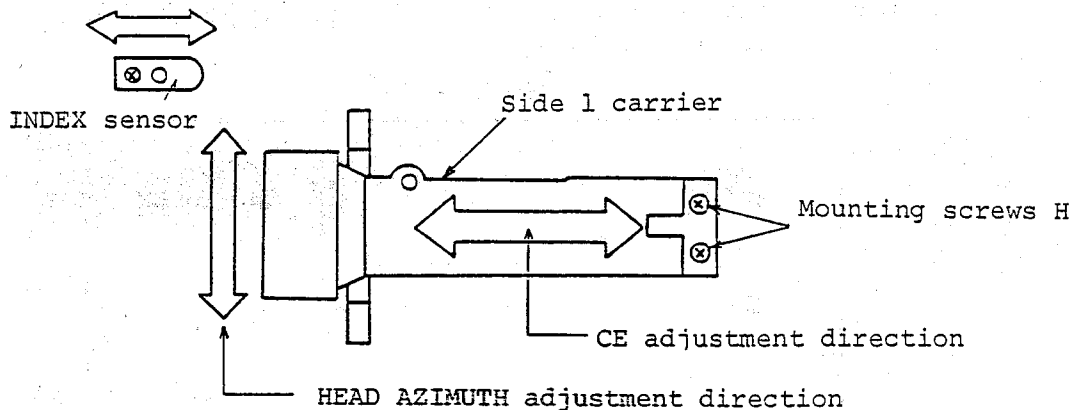 INDEX sensor
Side 1 carrier
Mounting screws H
CE adjustment direction
HEAD AZIMUTH adjustment direction